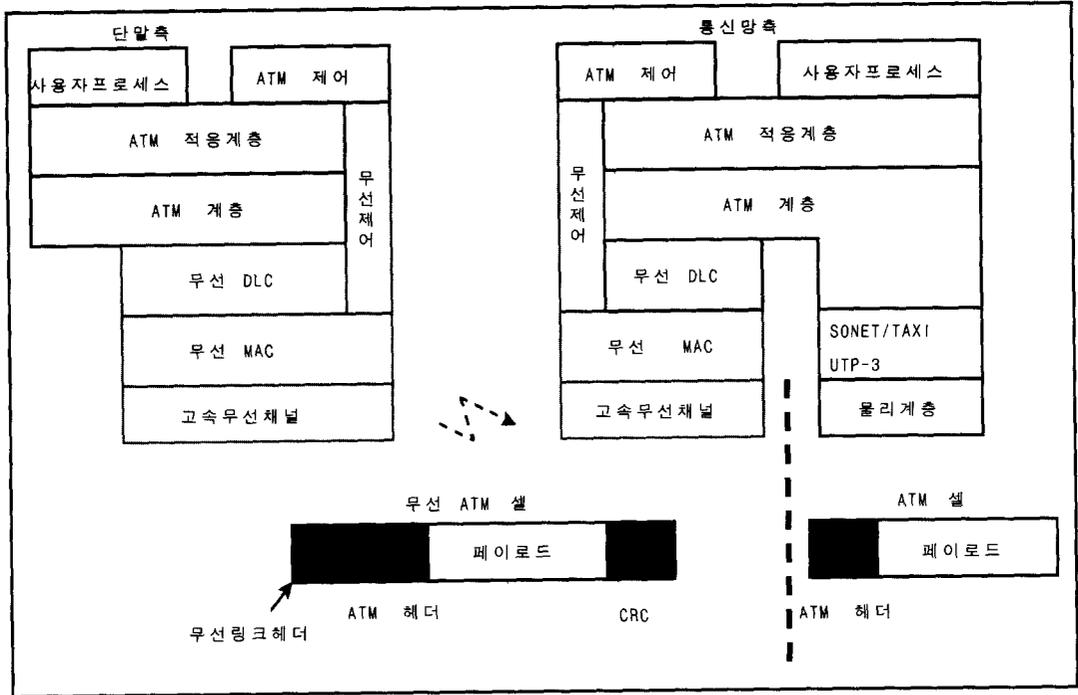 단말측
사용자프로세스
ATM 제어
ATM 적응계층
ATM 계층
무선제어
무선 DLC
무선 MAC
고속무선채널
통신망측
ATM 제어
사용자프로세스
ATM 적응계층
무선제어
ATM 계층
무선 DLC
무선 MAC
SONET/TAXI
UTP-3
고속무선채널
물리계층
무선 ATM 셀
페이로드
무선링크헤더
ATM 헤더
CRC
ATM 셀
페이로드
ATM 헤더